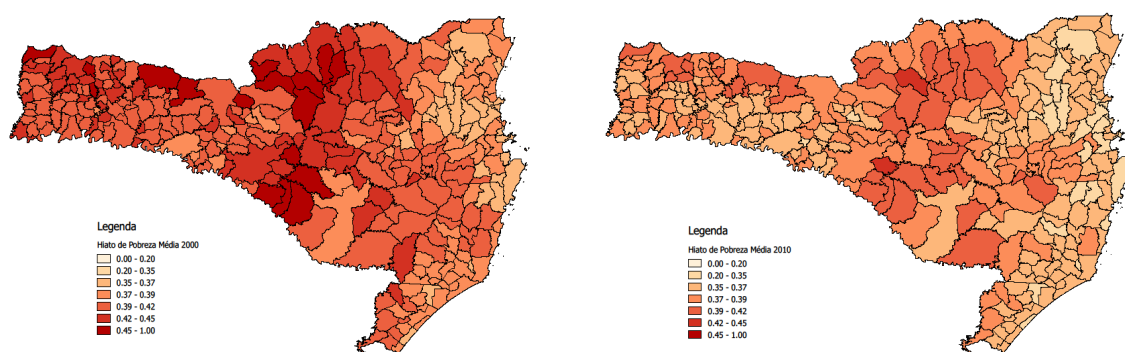 Legenda
Hiato de Pobreza Média 2000
0.00 - 0.20
0.20 - 0.35
0.35 - 0.37
0.37 - 0.39
0.39 - 0.42
0.42 - 0.45
0.45 - 1.00
Legenda
Hiato de Pobreza Média 2010
0.00 - 0.20
0.20 - 0.35
0.35 - 0.37
0.37 - 0.39
0.39 - 0.42
0.42 - 0.45
0.45 - 1.00